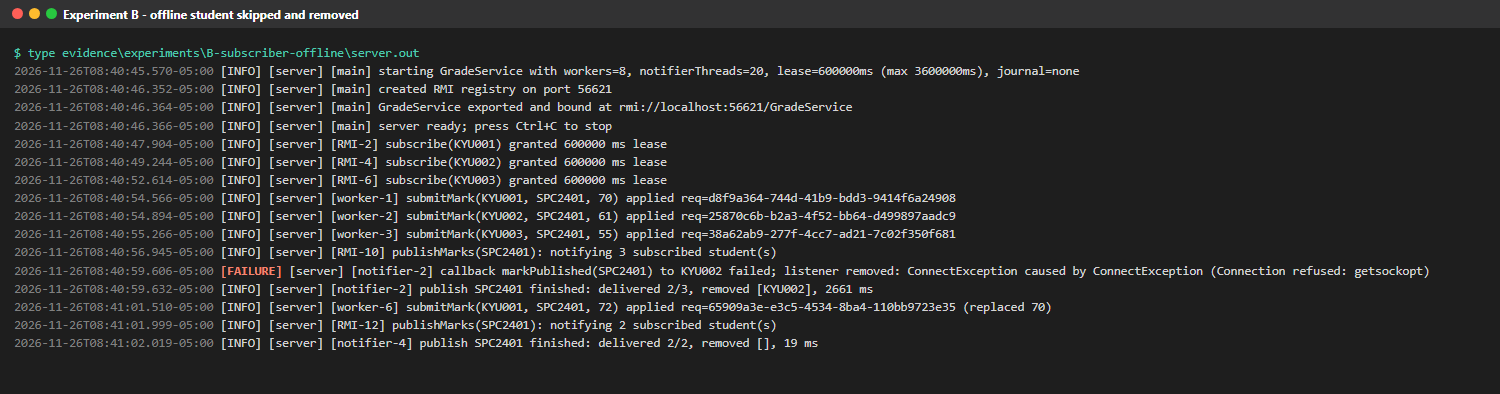 Experiment B - offline student skipped and removed
$ type evidence\experiments\B-subscriber-offline\server.out
2026-11-26T08:40:45.570-05:00 [INFO] [server] [main] starting GradeService with workers=8, notifierThreads=20, lease=600000ms (max 3600000ms), journal=none
2026-11-26T08:40:46.352-05:00 [INFO] [server] [main] created RMI registry on port 56621
2026-11-26T08:40:46.364-05:00 [INFO] [server] [main] GradeService exported and bound at rmi://localhost:56621/GradeService
2026-11-26T08:40:46.366-05:00 [INFO] [server] [main] server ready; press Ctrl+C to stop
2026-11-26T08:40:47.904-05:00 [INFO] [server] [RMI-2] subscribe(KYU001) granted 600000 ms lease
2026-11-26T08:40:49.244-05:00 [INFO] [server] [RMI-4] subscribe(KYU002) granted 600000 ms lease
2026-11-26T08:40:52.614-05:00 [INFO] [server] [RMI-6] subscribe(KYU003) granted 600000 ms lease
2026-11-26T08:40:54.566-05:00 [INFO] [server] [worker-1] submitMark(KYU001, SPC2401, 70) applied req=d8f9a364-744d-41b9-bdd3-9414f6a24908
2026-11-26T08:40:54.894-05:00 [INFO] [server] [worker-2] submitMark(KYU002, SPC2401, 61) applied req=25870c6b-b2a3-4f52-bb64-d499897aadc9
2026-11-26T08:40:55.266-05:00 [INFO] [server] [worker-3] submitMark(KYU003, SPC2401, 55) applied req=38a62ab9-277f-4cc7-ad21-7c02f350f681
2026-11-26T08:40:56.945-05:00 [INFO] [server] [RMI-10] publishMarks(SPC2401): notifying 3 subscribed student(s)
2026-11-26T08:40:59.606-05:00 [FAILURE] [server] [notifier-2] callback markPublished(SPC2401) to KYU002 failed; listener removed: ConnectException caused by ConnectException (Connection refused: getsockopt)
2026-11-26T08:40:59.632-05:00 [INFO] [server] [notifier-2] publish SPC2401 finished: delivered 2/3, removed [KYU002], 2661 ms
2026-11-26T08:41:01.510-05:00 [INFO] [server] [worker-6] submitMark(KYU001, SPC2401, 72) applied req=65909a3e-e3c5-4534-8ba4-110bb9723e35 (replaced 70)
2026-11-26T08:41:01.999-05:00 [INFO] [server] [RMI-12] publishMarks(SPC2401): notifying 2 subscribed student(s)
2026-11-26T08:41:02.019-05:00 [INFO] [server] [notifier-4] publish SPC2401 finished: delivered 2/2, removed [], 19 ms